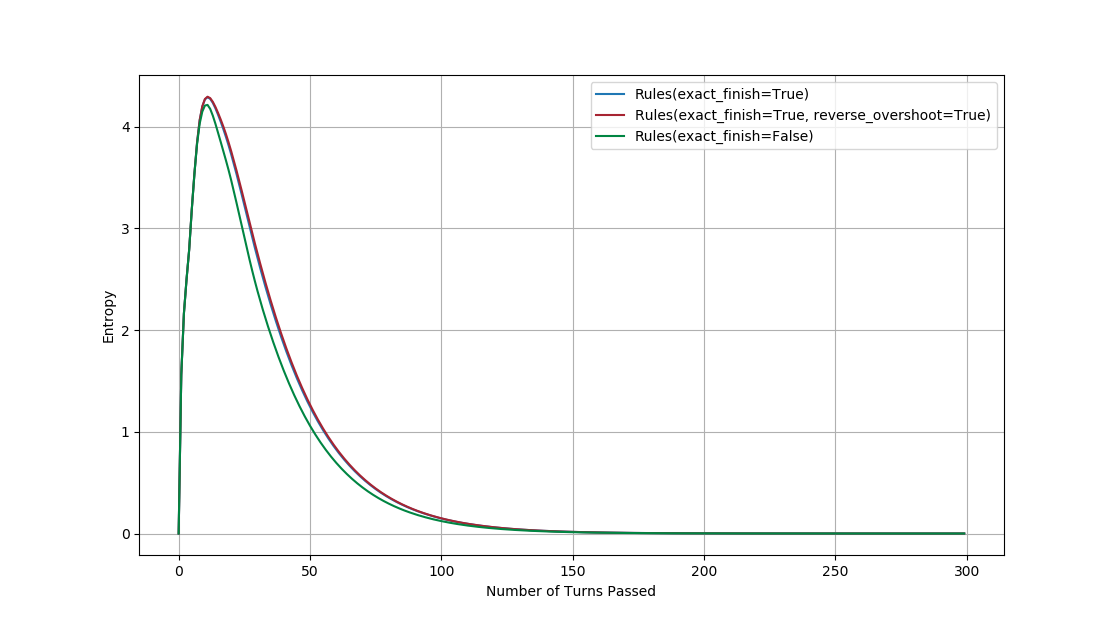 Rules(exact_finish=True)
Rules(exact_finish=True, reverse_overshoot=True)
Rules(exact_finish=False)
4
3
2
1
0
Entropy
0 50 100 150 200 250 300
Number of Turns Passed